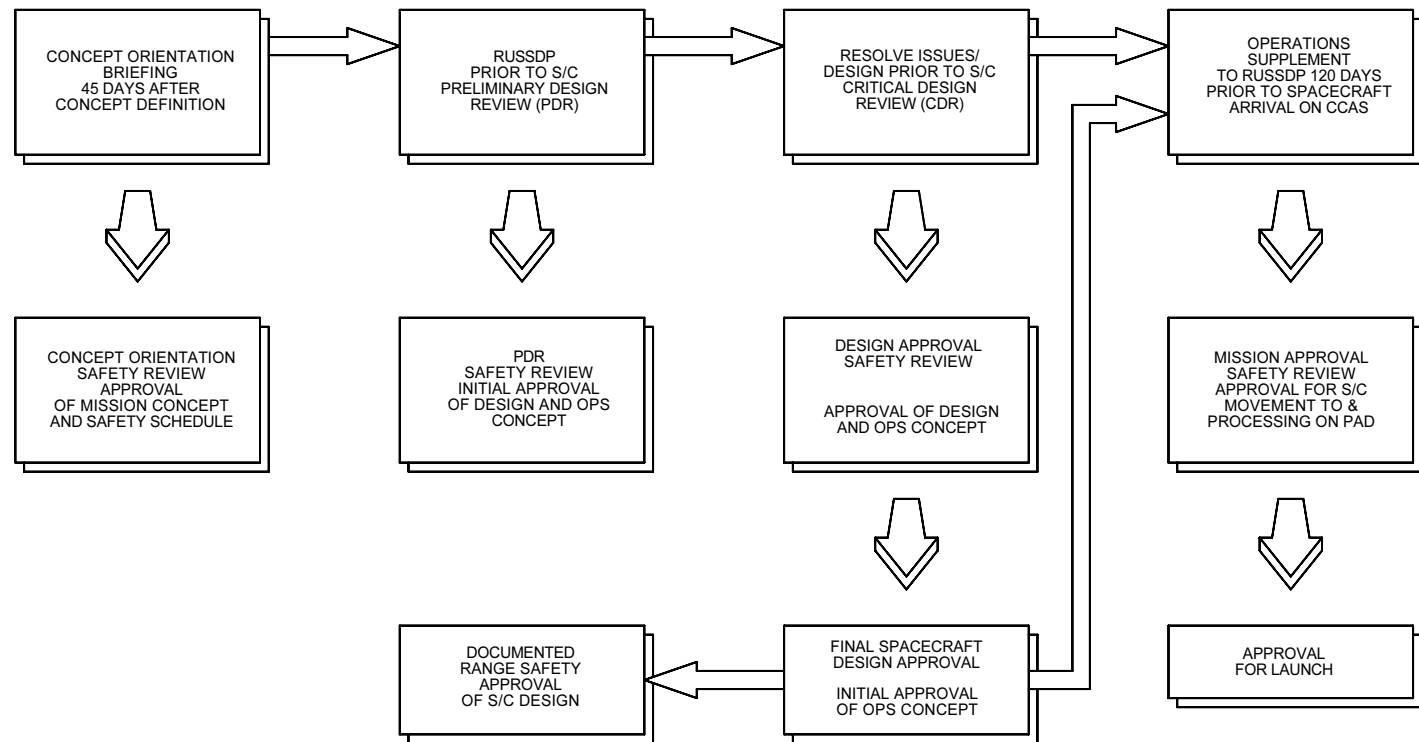 CONCEPT ORIENTATION
BRIEFING
45 DAYS AFTER
CONCEPT DEFINITION
RUSSDP
PRIOR TO S/C
PRELIMINARY DESIGN
REVIEW (PDR)
RESOLVE ISSUES/
DESIGN PRIOR TO S/C
CRITICAL DESIGN
REVIEW (CDR)
OPERATIONS
SUPPLEMENT
TO RUSSDP 120 DAYS
PRIOR TO SPACECRAFT
ARRIVAL ON CCAS
CONCEPT ORIENTATION
SAFETY REVIEW
APPROVAL
OF MISSION CONCEPT
AND SAFETY SCHEDULE
PDR
SAFETY REVIEW
INITIAL APPROVAL
OF DESIGN AND OPS
CONCEPT
DESIGN APPROVAL
SAFETY REVIEW
APPROVAL OF DESIGN
AND OPS CONCEPT
MISSION APPROVAL
SAFETY REVIEW
APPROVAL FOR S/C
MOVEMENT TO &
PROCESSING ON PAD
DOCUMENTED
RANGE SAFETY
APPROVAL
OF S/C DESIGN
FINAL SPACECRAFT
DESIGN APPROVAL
INITIAL APPROVAL
OF OPS CONCEPT
APPROVAL
FOR LAUNCH